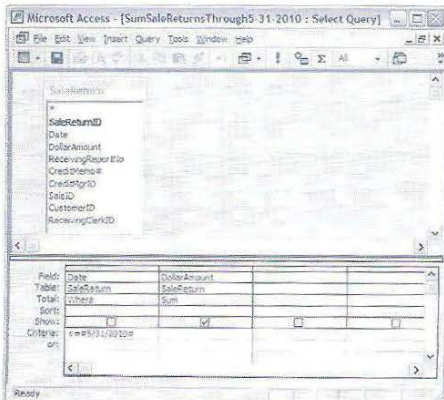 Microsoft Access - [SumSaleReturnsThrough5-31-2010 : Select Query]
File Edit View Insert Query Tools Window Help
Σ All
SaleReturn
*
SaleReturnID
Date
DollarAmount
ReceivingReportNo
CreditMemo#
CreditMgrID
SaleID
CustomerID
ReceivingClerkID
Field: Date DollarAmount
Table: SaleReturn SaleReturn
Total: Where Sum
Sort:
Show:
Criteria: <=#5/31/2010#
or:
Ready